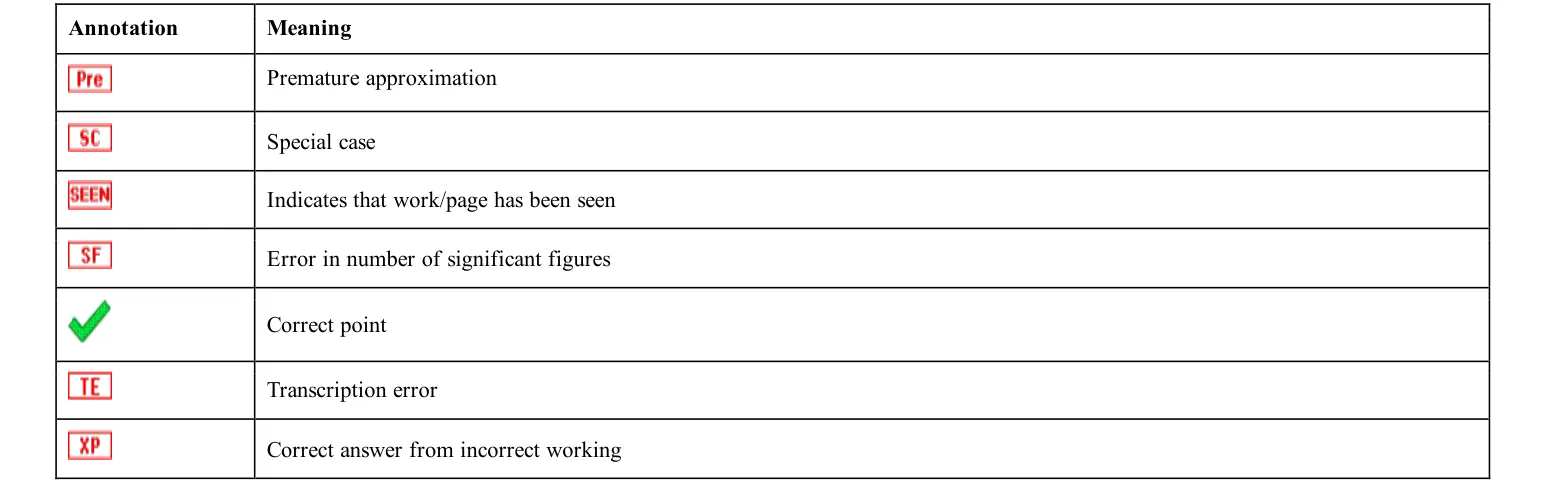 Annotation Meaning
Pre Premature approximation
SC Special case
SEEN Indicates that work/page has been seen
SF Error in number of significant figures
Correct point
TE Transcription error
XP Correct answer from incorrect working